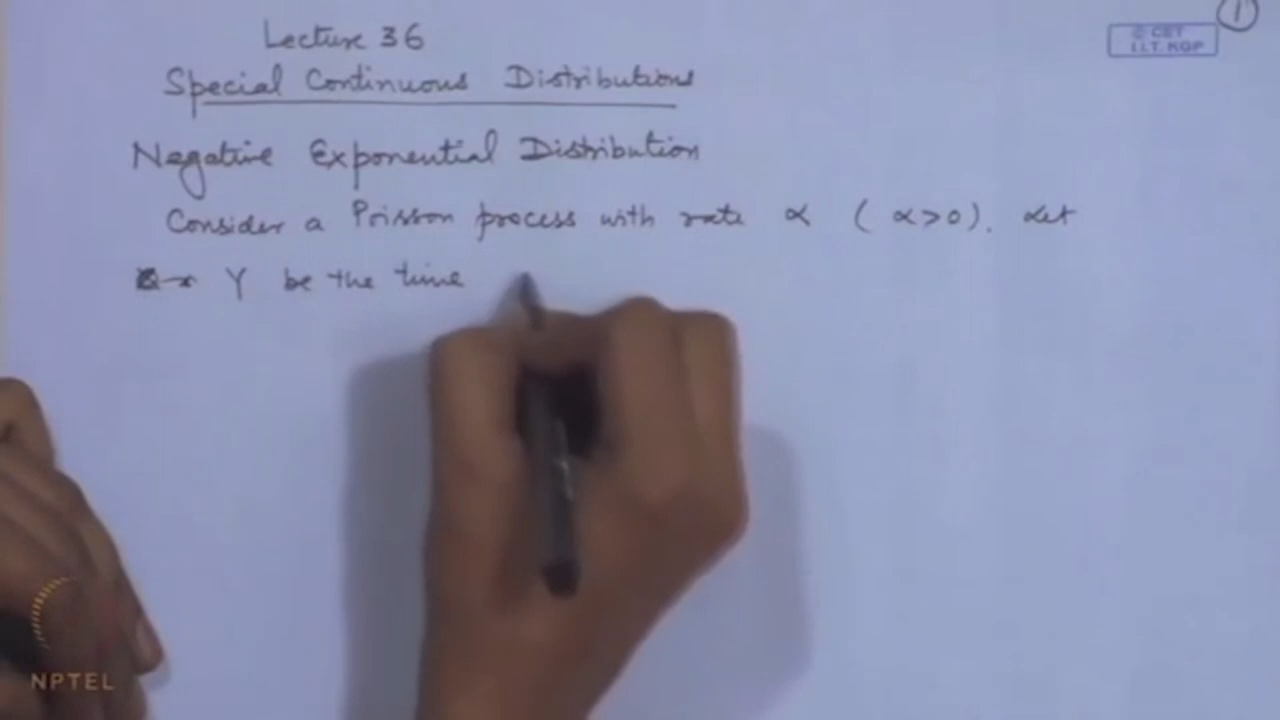 1
© CET
I.I.T. KGP
Lecture 36
Special Continuous Distributions
Negative Exponential Distribution
Consider a Poisson process with rate α ( α>0). Let
Y be the time
NPTEL